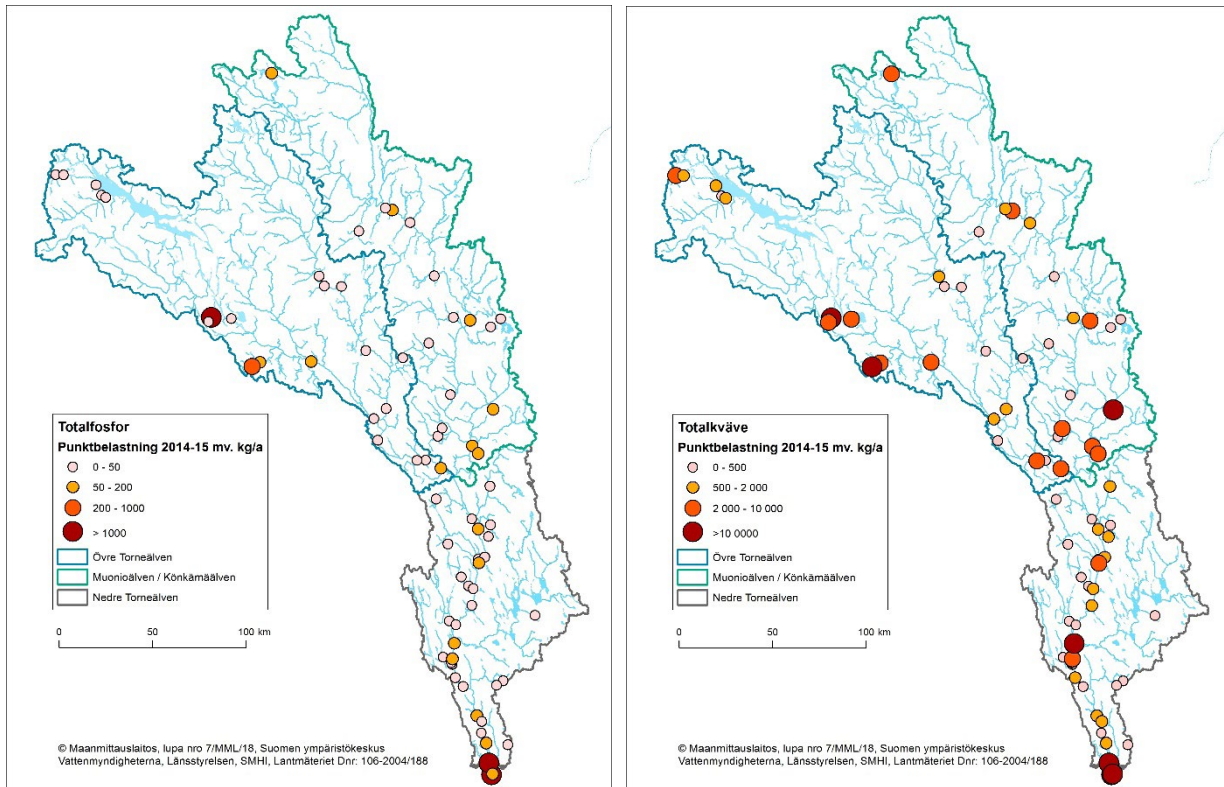 Totalfosfor
Punktbelastning 2014-15 mv. kg/a
0 - 50
50 - 200
200 - 1000
> 1000
Övre Torneälven
Muonioälven / Könkämäälven
Nedre Torneälven
0 50 100 km
© Maanmittauslaitos, lupa nro 7/MML/18, Suomen ympäristökeskus
Vattenmyndigheterna, Länsstyrelsen, SMHI, Lantmäteriet Dnr: 106-2004/188
Totalkväve
Punktbelastning 2014-15 mv. kg/a
0 - 500
500 - 2 000
2 000 - 10 000
>10 0000
Övre Torneälven
Muonioälven / Könkämäälven
Nedre Torneälven
0 50 100 km
© Maanmittauslaitos, lupa nro 7/MML/18, Suomen ympäristökeskus
Vattenmyndigheterna, Länsstyrelsen, SMHI, Lantmäteriet Dnr: 106-2004/188